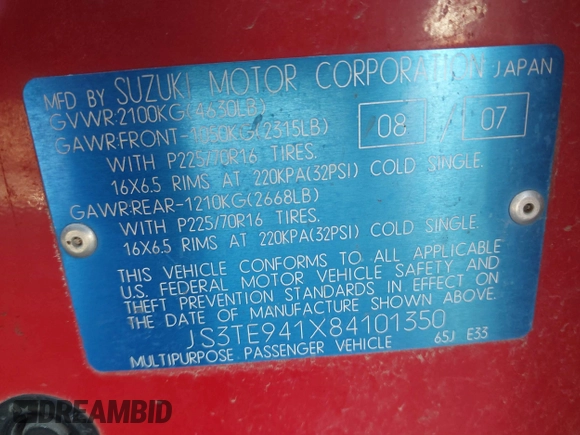 MFD BY SUZUKI MOTOR CORPORATION JAPAN
GVWR:2100KG(4630LB)
GAWR:FRONT-1050KG(2315LB) 08 / 07
WITH P225/70R16 TIRES.
16X6.5 RIMS AT 220KPA(32PSI) COLD SINGLE.
GAWR:REAR-1210KG(2668LB)
WITH P225/70R16 TIRES.
16X6.5 RIMS AT 220KPA(32PSI) COLD SINGLE.
THIS VEHICLE CONFORMS TO ALL APPLICABLE
U.S. FEDERAL MOTOR VEHICLE SAFETY AND
THEFT PREVENTION STANDARDS IN EFFECT ON
THE DATE OF MANUFACTURE SHOWN ABOVE.
JS3TE941X84101350
MULTIPURPOSE PASSENGER VEHICLE 65J E33
DREAMBID